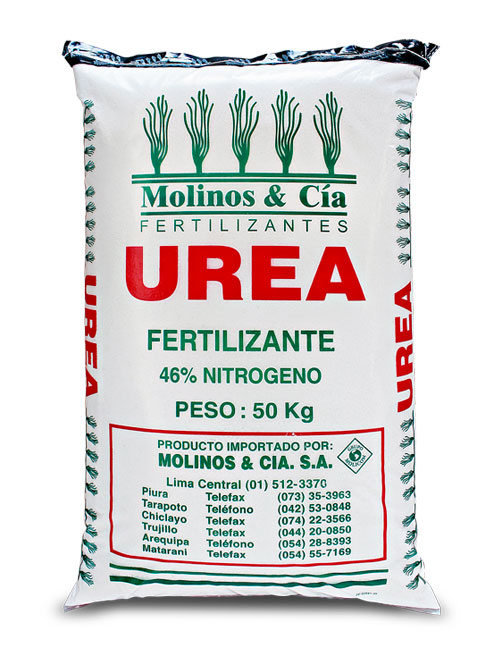 Molinos & Cía
FERTILIZANTES
UREA
FERTILIZANTE
46% NITROGENO
PESO : 50 Kg
PRODUCTO IMPORTADO POR:
MOLINOS & CIA. S.A.
Lima Central (01) 512-3370
Piura Telefax (073) 35-3963
Tarapoto Teléfono (042) 53-0848
Chiclayo Telefax (074) 22-3566
Trujillo Telefax (044) 20-0850
Arequipa Teléfono (054) 28-8393
Matarani Telefax (054) 55-7169
UREA
UREA